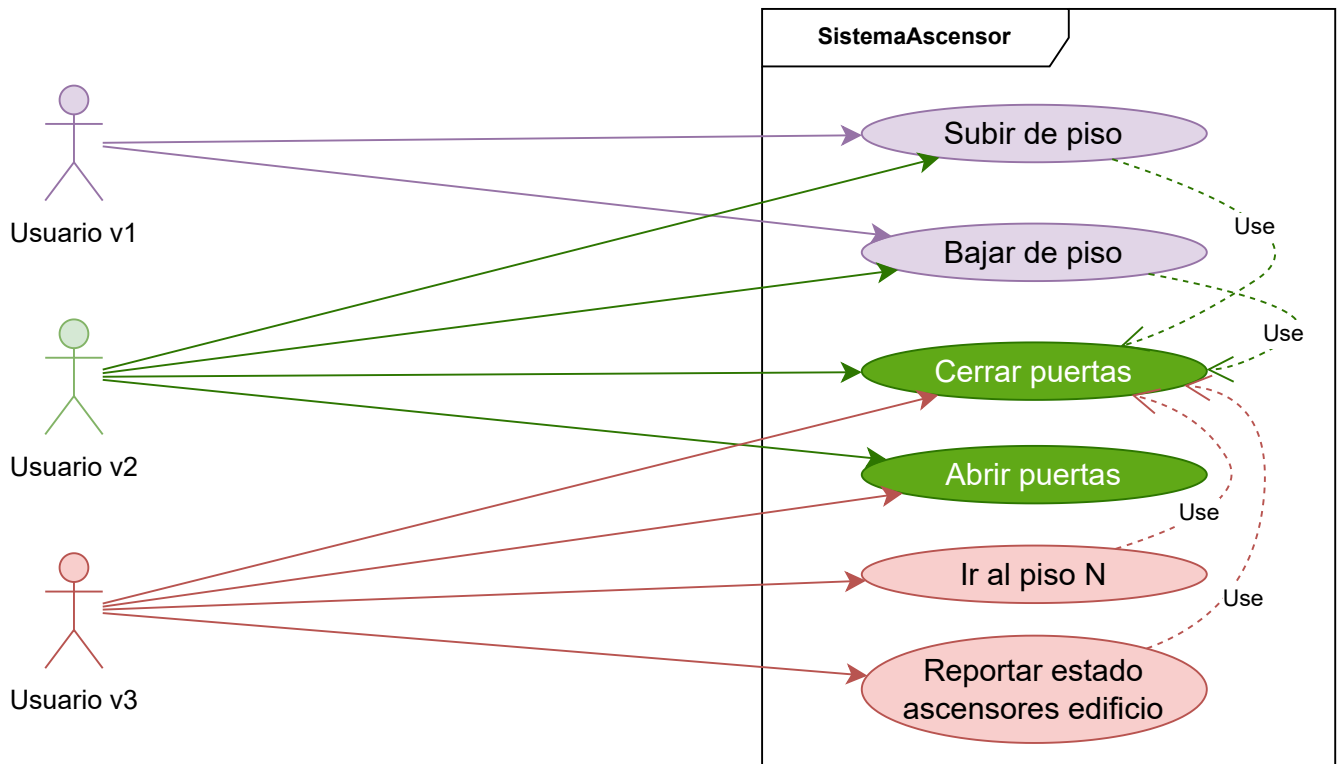 SistemaAscensor
Usuario v1
Subir de piso
Use
Bajar de piso
Use
Usuario v2
Cerrar puertas
Abrir puertas
Use
Usuario v3
Ir al piso N
Use
Reportar estado
ascensores edificio